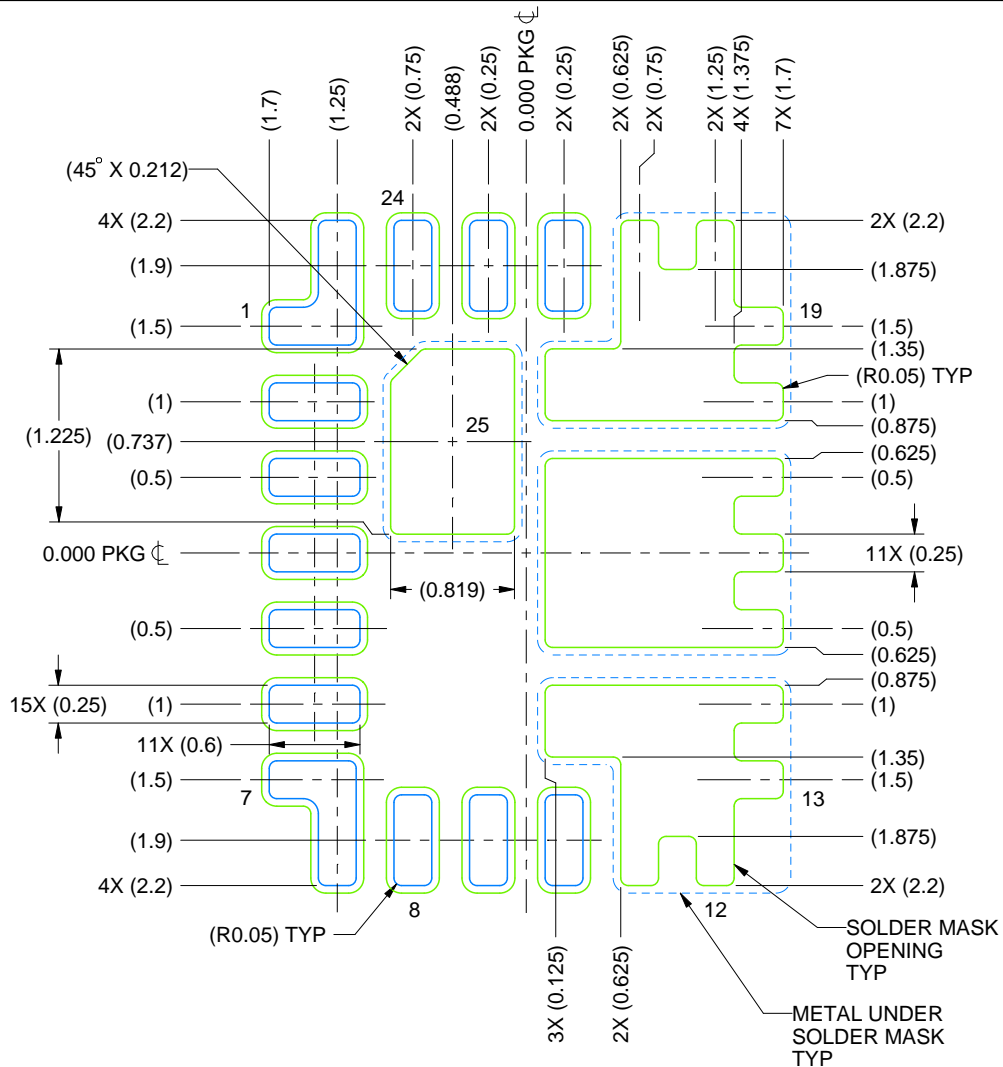 (1.7)
(1.25)
2X (0.75)
(0.488)
2X (0.25)
0.000 PKG ℄
2X (0.25)
2X (0.625)
2X (0.75)
2X (1.25)
4X (1.375)
7X (1.7)
(45° X 0.212)
24
4X (2.2)
2X (2.2)
(1.9)
(1.875)
1
19
(1.5)
(1.5)
(1.35)
(R0.05) TYP
(1)
(1)
(1.225)
(0.737)
25
(0.875)
(0.625)
(0.5)
(0.5)
0.000 PKG ℄
11X (0.25)
(0.819)
(0.5)
(0.5)
(0.625)
(0.875)
15X (0.25)
(1)
(1)
11X (0.6)
(1.35)
(1.5)
(1.5)
7
13
(1.9)
(1.875)
4X (2.2)
2X (2.2)
8
12
(R0.05) TYP
3X (0.125)
2X (0.625)
SOLDER MASK
OPENING
TYP
METAL UNDER
SOLDER MASK
TYP